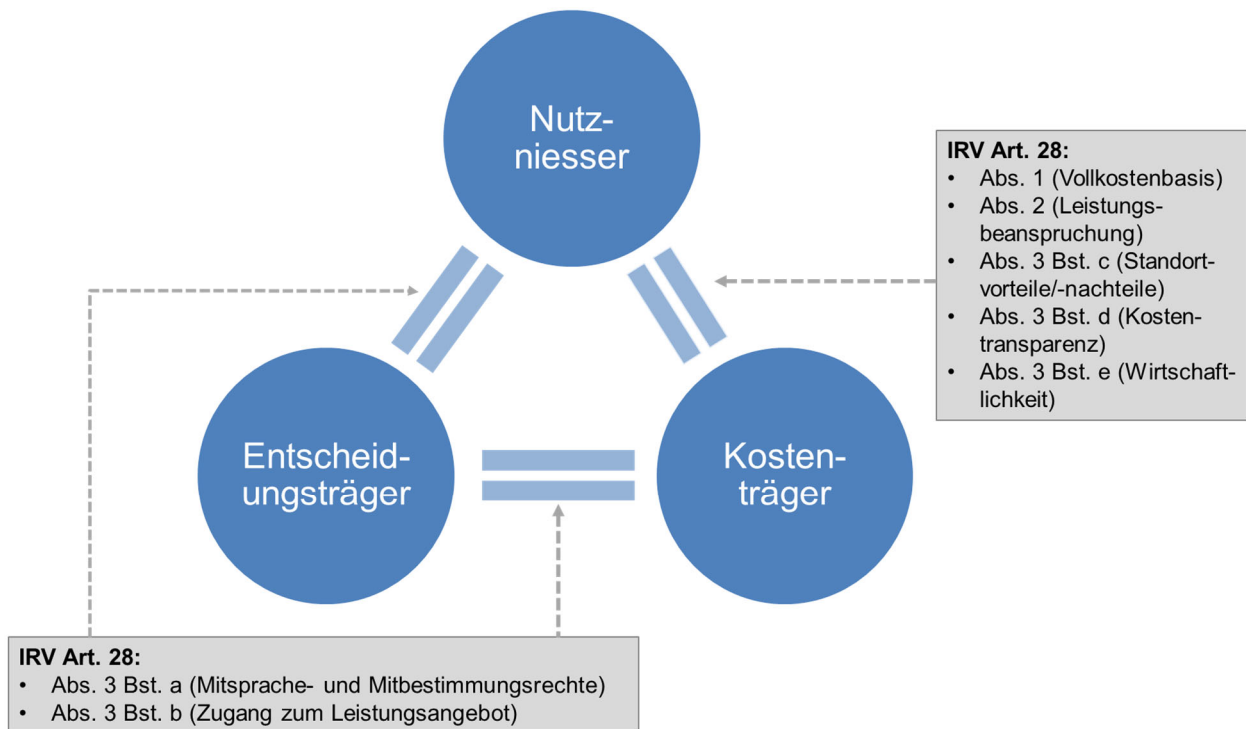 Nutz-
niesser
IRV Art. 28:
• Abs. 1 (Vollkostenbasis)
• Abs. 2 (Leistungs-
beanspruchung)
• Abs. 3 Bst. c (Standort-
vorteile/-nachteile)
• Abs. 3 Bst. d (Kosten-
transparenz)
• Abs. 3 Bst. e (Wirtschaft-
lichkeit)
Entscheid-
ungsträger
Kosten-
träger
IRV Art. 28:
• Abs. 3 Bst. a (Mitsprache- und Mitbestimmungsrechte)
• Abs. 3 Bst. b (Zugang zum Leistungsangebot)